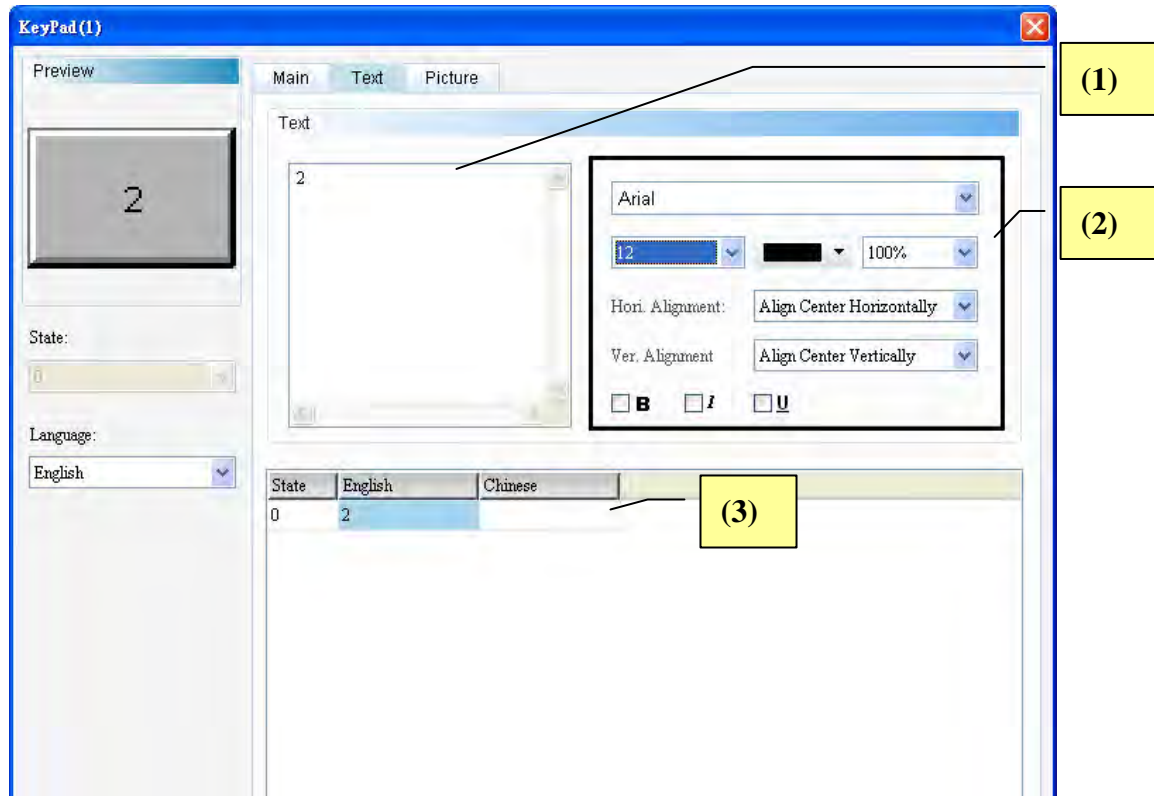 KeyPad(1)
Preview
Main Text Picture
(1)
Text
2
2
Arial
(2)
12 100%
Hori. Alignment: Align Center Horizontally
State:
Ver. Alignment Align Center Vertically
0
B I U
Language:
English
State English Chinese
0 2
(3)